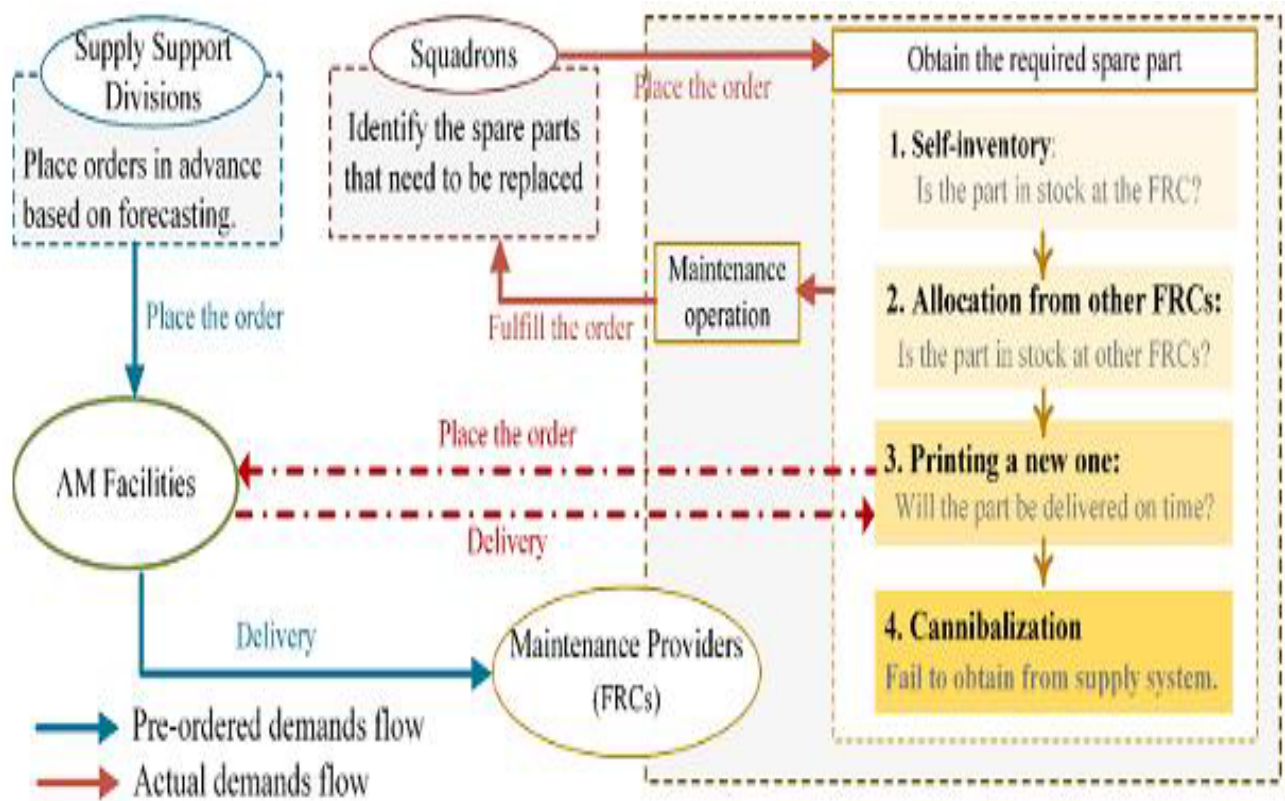 Supply Support
Divisions
Place orders in advance
based on forecasting.
Place the order
AM Facilities
Delivery
Squadrons
Identify the spare parts
that need to be replaced
Place the order
Obtain the required spare part
1. Self-inventory:
Is the part in stock at the FRC?
2. Allocation from other FRCs:
Is the part in stock at other FRCs?
3. Printing a new one:
Will the part be delivered on time?
4. Cannibalization
Fail to obtain from supply system.
Maintenance
operation
Fulfill the order
Place the order
Delivery
Maintenance Providers
(FRCs)
Pre-ordered demands flow
Actual demands flow